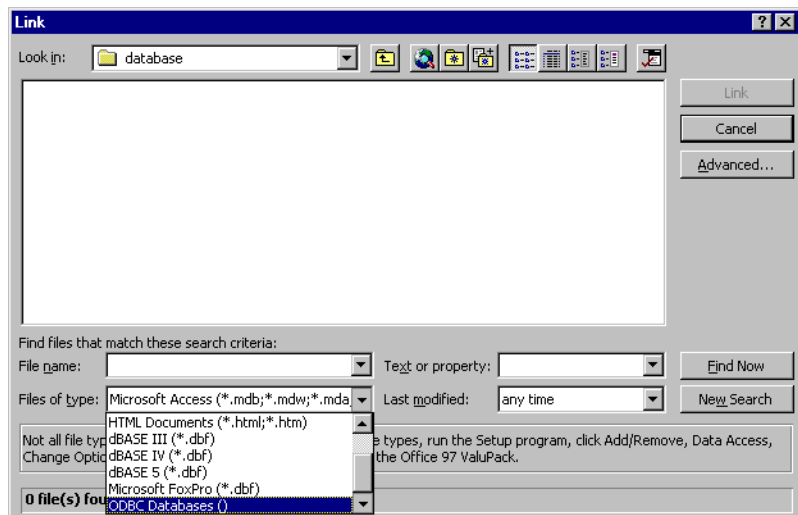 Link
Look in: database
Link
Cancel
Advanced...
Find files that match these search criteria:
File name: Text or property: Find Now
Files of type: Microsoft Access (*.mdb;*.mdw;*.mda Last modified: any time New Search
HTML Documents (*.html;*.htm)
dBASE III (*.dbf)
dBASE IV (*.dbf)
dBASE 5 (*.dbf)
Microsoft FoxPro (*.dbf)
ODBC Databases ()
Not all file typ e types, run the Setup program, click Add/Remove, Data Access,
Change Optio the Office 97 ValuPack.
0 file(s) fou